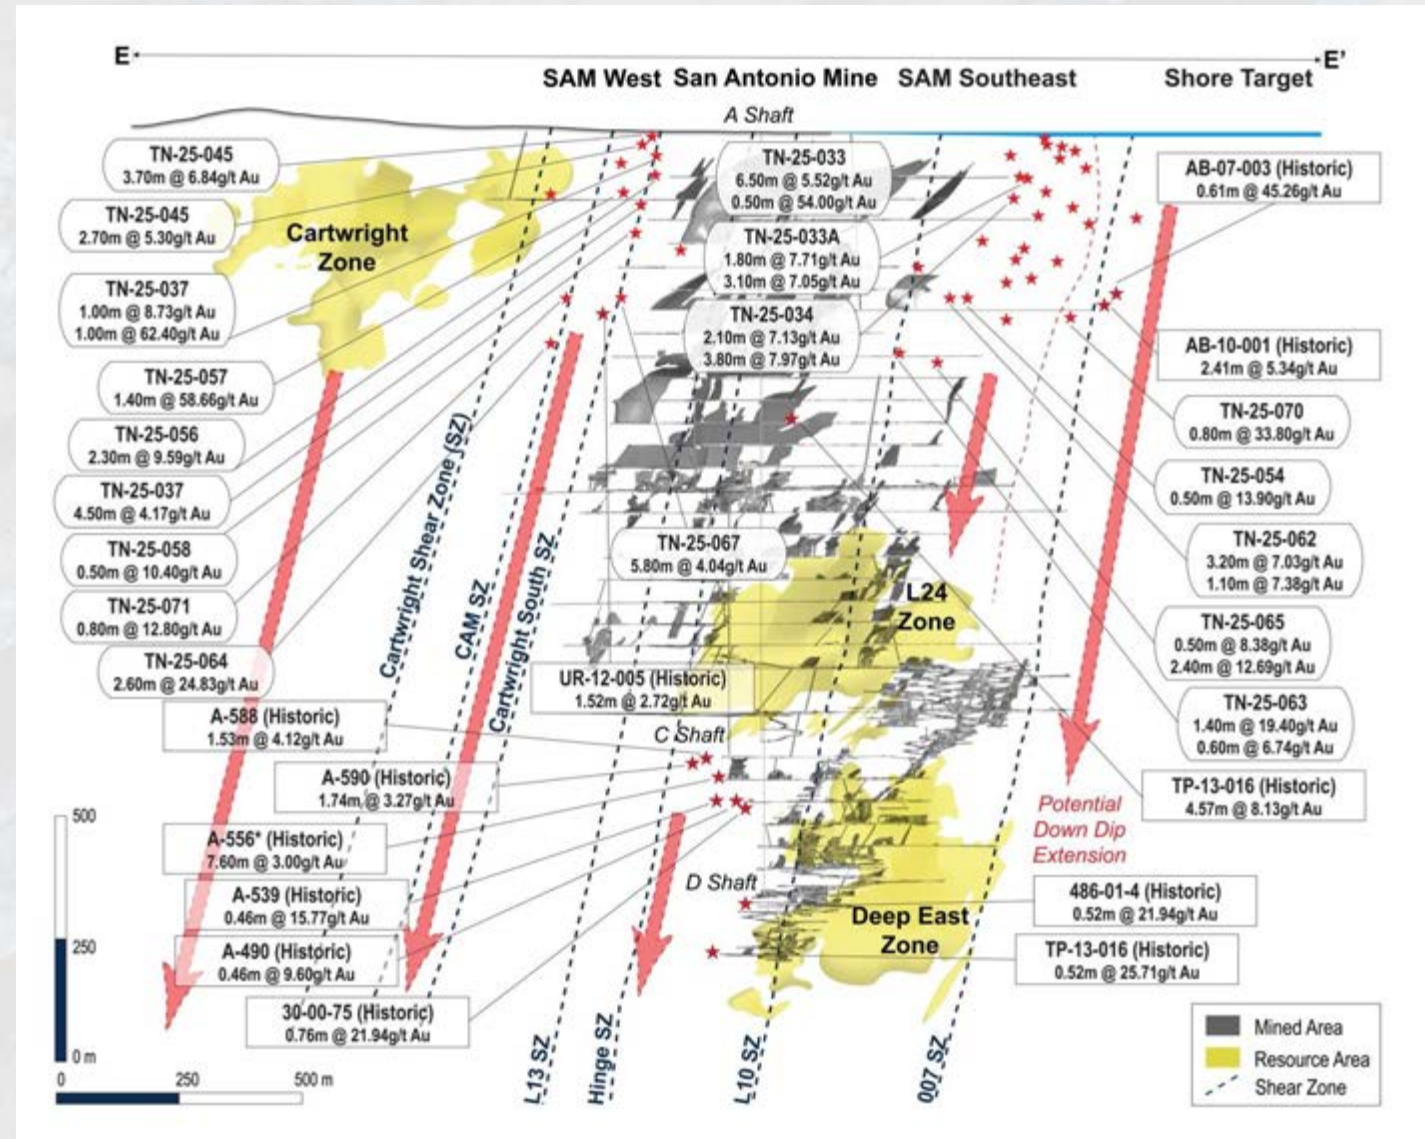 E
E'
SAM West
San Antonio Mine
SAM Southeast
Shore Target
A Shaft
TN-25-045
3.70m @ 6.84g/t Au
TN-25-045
2.70m @ 5.30g/t Au
TN-25-037
1.00m @ 8.73g/t Au
1.00m @ 62.40g/t Au
TN-25-057
1.40m @ 58.66g/t Au
TN-25-056
2.30m @ 9.59g/t Au
TN-25-037
4.50m @ 4.17g/t Au
TN-25-058
0.50m @ 10.40g/t Au
TN-25-071
0.80m @ 12.80g/t Au
TN-25-064
2.60m @ 24.83g/t Au
A-588 (Historic)
1.53m @ 4.12g/t Au
A-590 (Historic)
1.74m @ 3.27g/t Au
A-556* (Historic)
7.60m @ 3.00g/t Au
A-539 (Historic)
0.46m @ 15.77g/t Au
A-490 (Historic)
0.46m @ 9.60g/t Au
30-00-75 (Historic)
0.76m @ 21.94g/t Au
Cartwright
Zone
Cartwright Shear Zone (SZ)
CAM SZ
Cartwright South SZ
L13 SZ
Hinge SZ
L10 SZ
007 SZ
TN-25-033
6.50m @ 5.52g/t Au
0.50m @ 54.00g/t Au
TN-25-033A
1.80m @ 7.71g/t Au
3.10m @ 7.05g/t Au
TN-25-034
2.10m @ 7.13g/t Au
3.80m @ 7.97g/t Au
TN-25-067
5.80m @ 4.04g/t Au
UR-12-005 (Historic)
1.52m @ 2.72g/t Au
C Shaft
D Shaft
L24
Zone
Deep East
Zone
AB-07-003 (Historic)
0.61m @ 45.26g/t Au
AB-10-001 (Historic)
2.41m @ 5.34g/t Au
TN-25-070
0.80m @ 33.80g/t Au
TN-25-054
0.50m @ 13.90g/t Au
TN-25-062
3.20m @ 7.03g/t Au
1.10m @ 7.38g/t Au
TN-25-065
0.50m @ 8.38g/t Au
2.40m @ 12.69g/t Au
TN-25-063
1.40m @ 19.40g/t Au
0.60m @ 6.74g/t Au
TP-13-016 (Historic)
4.57m @ 8.13g/t Au
Potential
Down Dip
Extension
486-01-4 (Historic)
0.52m @ 21.94g/t Au
TP-13-016 (Historic)
0.52m @ 25.71g/t Au
500
250
0 m
0
250
500 m
Mined Area
Resource Area
Shear Zone